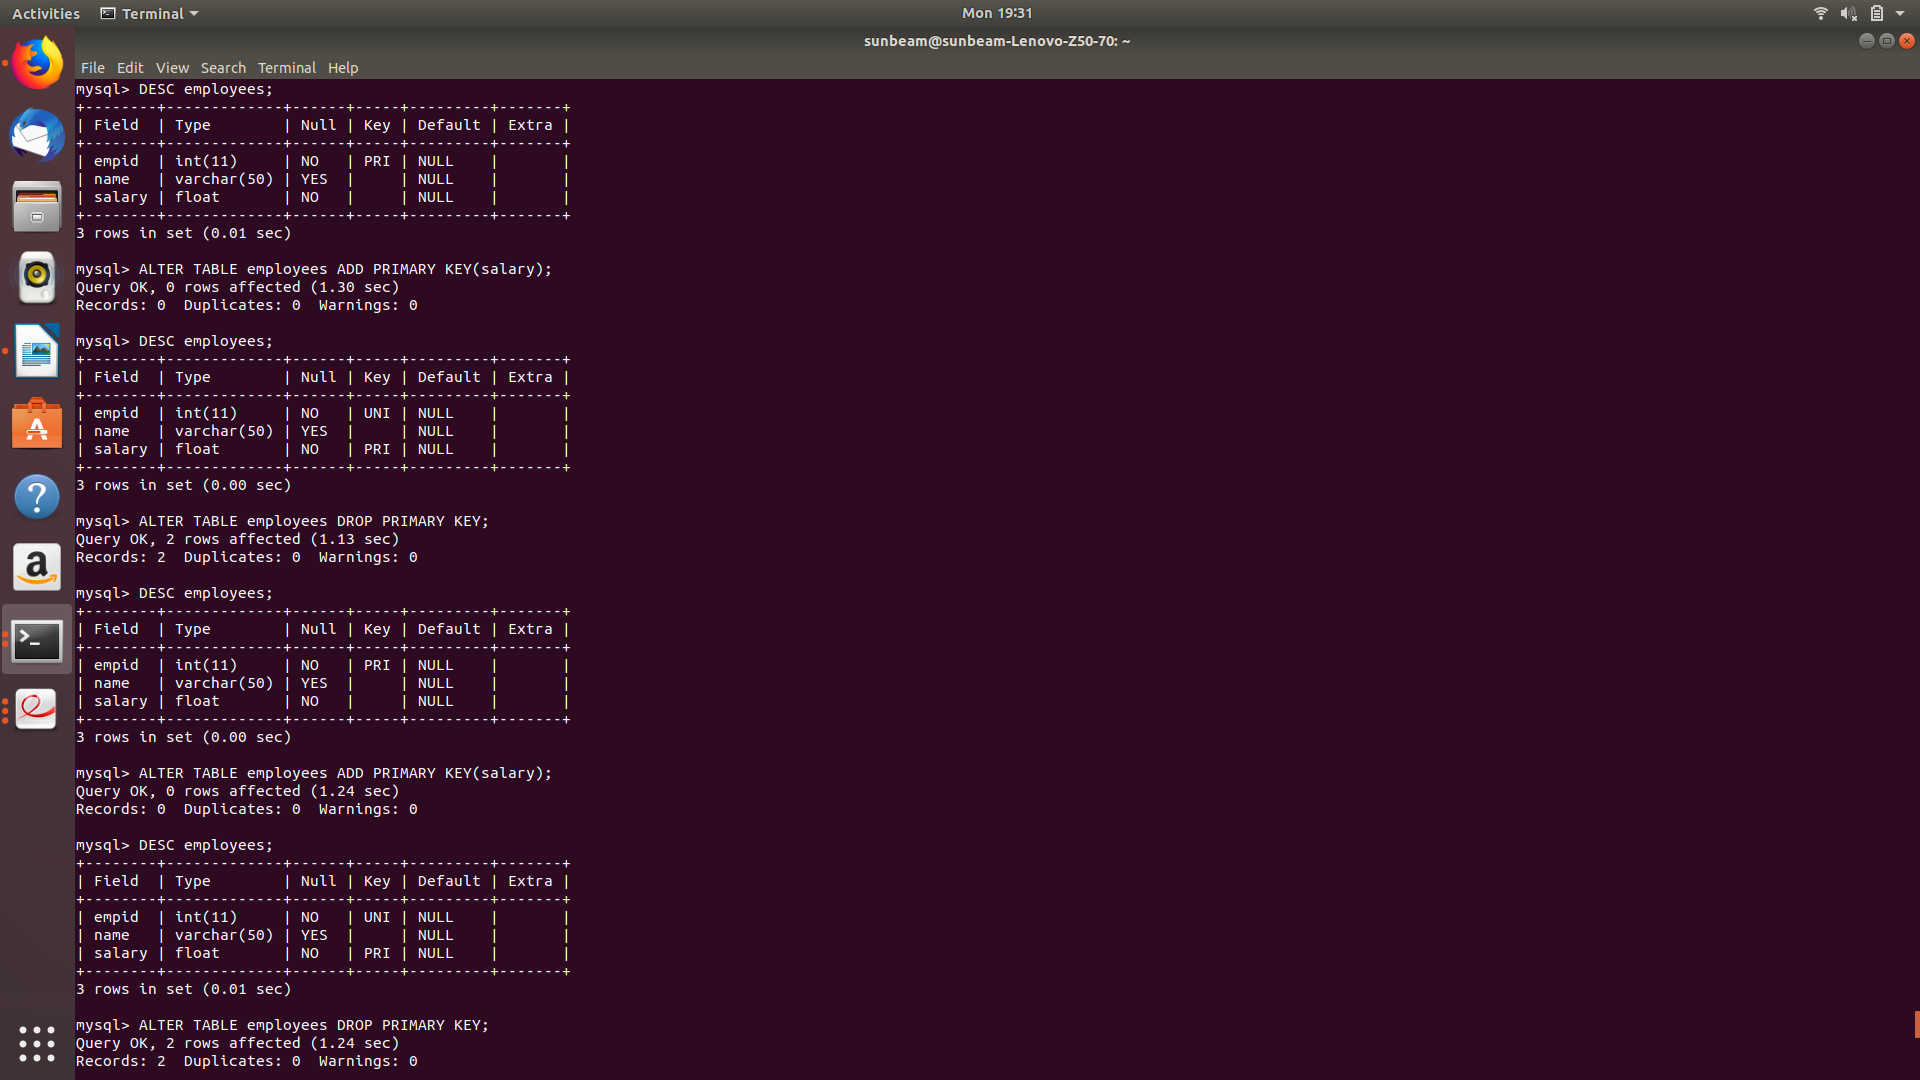 Activities Terminal Mon 19:31
sunbeam@sunbeam-Lenovo-Z50-70: ~
File Edit View Search Terminal Help
mysql> DESC employees;
+--------+-------------+------+-----+---------+-------+
| Field  | Type        | Null | Key | Default | Extra |
+--------+-------------+------+-----+---------+-------+
| empid  | int(11)     | NO   | PRI | NULL    |       |
| name   | varchar(50) | YES  |     | NULL    |       |
| salary | float       | NO   |     | NULL    |       |
+--------+-------------+------+-----+---------+-------+
3 rows in set (0.01 sec)
mysql> ALTER TABLE employees ADD PRIMARY KEY(salary);
Query OK, 0 rows affected (1.30 sec)
Records: 0  Duplicates: 0  Warnings: 0
mysql> DESC employees;
+--------+-------------+------+-----+---------+-------+
| Field  | Type        | Null | Key | Default | Extra |
+--------+-------------+------+-----+---------+-------+
| empid  | int(11)     | NO   | UNI | NULL    |       |
| name   | varchar(50) | YES  |     | NULL    |       |
| salary | float       | NO   | PRI | NULL    |       |
+--------+-------------+------+-----+---------+-------+
3 rows in set (0.00 sec)
mysql> ALTER TABLE employees DROP PRIMARY KEY;
Query OK, 2 rows affected (1.13 sec)
Records: 2  Duplicates: 0  Warnings: 0
mysql> DESC employees;
+--------+-------------+------+-----+---------+-------+
| Field  | Type        | Null | Key | Default | Extra |
+--------+-------------+------+-----+---------+-------+
| empid  | int(11)     | NO   | PRI | NULL    |       |
| name   | varchar(50) | YES  |     | NULL    |       |
| salary | float       | NO   |     | NULL    |       |
+--------+-------------+------+-----+---------+-------+
3 rows in set (0.00 sec)
mysql> ALTER TABLE employees ADD PRIMARY KEY(salary);
Query OK, 0 rows affected (1.24 sec)
Records: 0  Duplicates: 0  Warnings: 0
mysql> DESC employees;
+--------+-------------+------+-----+---------+-------+
| Field  | Type        | Null | Key | Default | Extra |
+--------+-------------+------+-----+---------+-------+
| empid  | int(11)     | NO   | UNI | NULL    |       |
| name   | varchar(50) | YES  |     | NULL    |       |
| salary | float       | NO   | PRI | NULL    |       |
+--------+-------------+------+-----+---------+-------+
3 rows in set (0.01 sec)
mysql> ALTER TABLE employees DROP PRIMARY KEY;
Query OK, 2 rows affected (1.24 sec)
Records: 2  Duplicates: 0  Warnings: 0